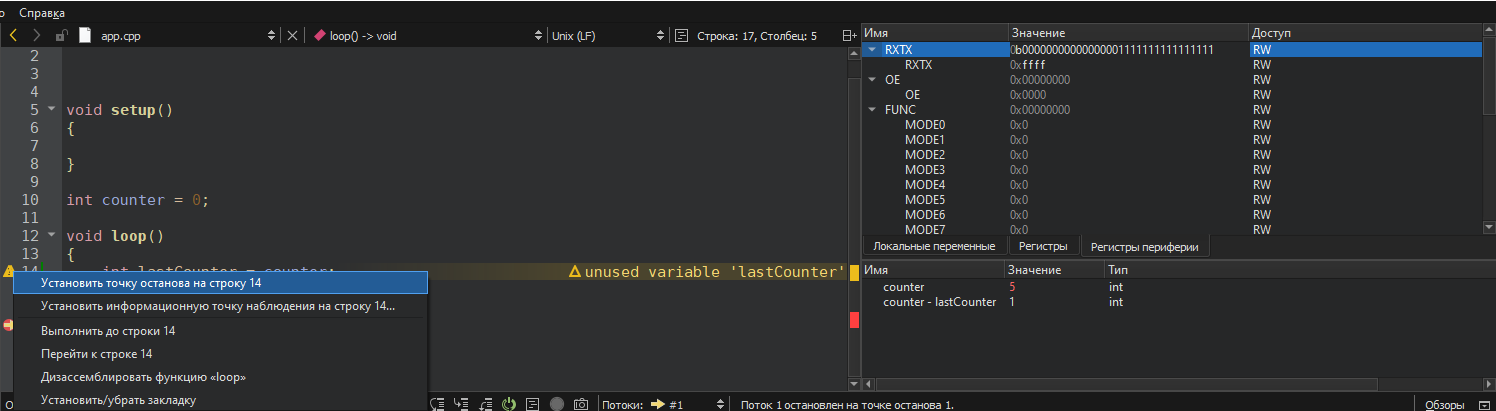 о Справка
app.cpp loop() -> void Unix (LF) Строка: 17, Столбец: 5
2
3
4
5 void setup()
6 {
7
8 }
9
10 int counter = 0;
11
12 void loop()
13 {
14 int lastCounter = counter; unused variable 'lastCounter'
Установить точку останова на строку 14
Установить информационную точку наблюдения на строку 14...
Выполнить до строки 14
Перейти к строке 14
Дизассемблировать функцию «loop»
Установить/убрать закладку
Имя Значение Доступ
RXTX 0b00000000000000001111111111111111 RW
RXTX 0xffff RW
OE 0x00000000 RW
OE 0x0000 RW
FUNC 0x00000000 RW
MODE0 0x0 RW
MODE1 0x0 RW
MODE2 0x0 RW
MODE3 0x0 RW
MODE4 0x0 RW
MODE5 0x0 RW
MODE6 0x0 RW
MODE7 0x0 RW
Локальные переменные Регистры Регистры периферии
Имя Значение Тип
counter 5 int
counter - lastCounter 1 int
Потоки: #1 Поток 1 остановлен на точке останова 1. Обзоры